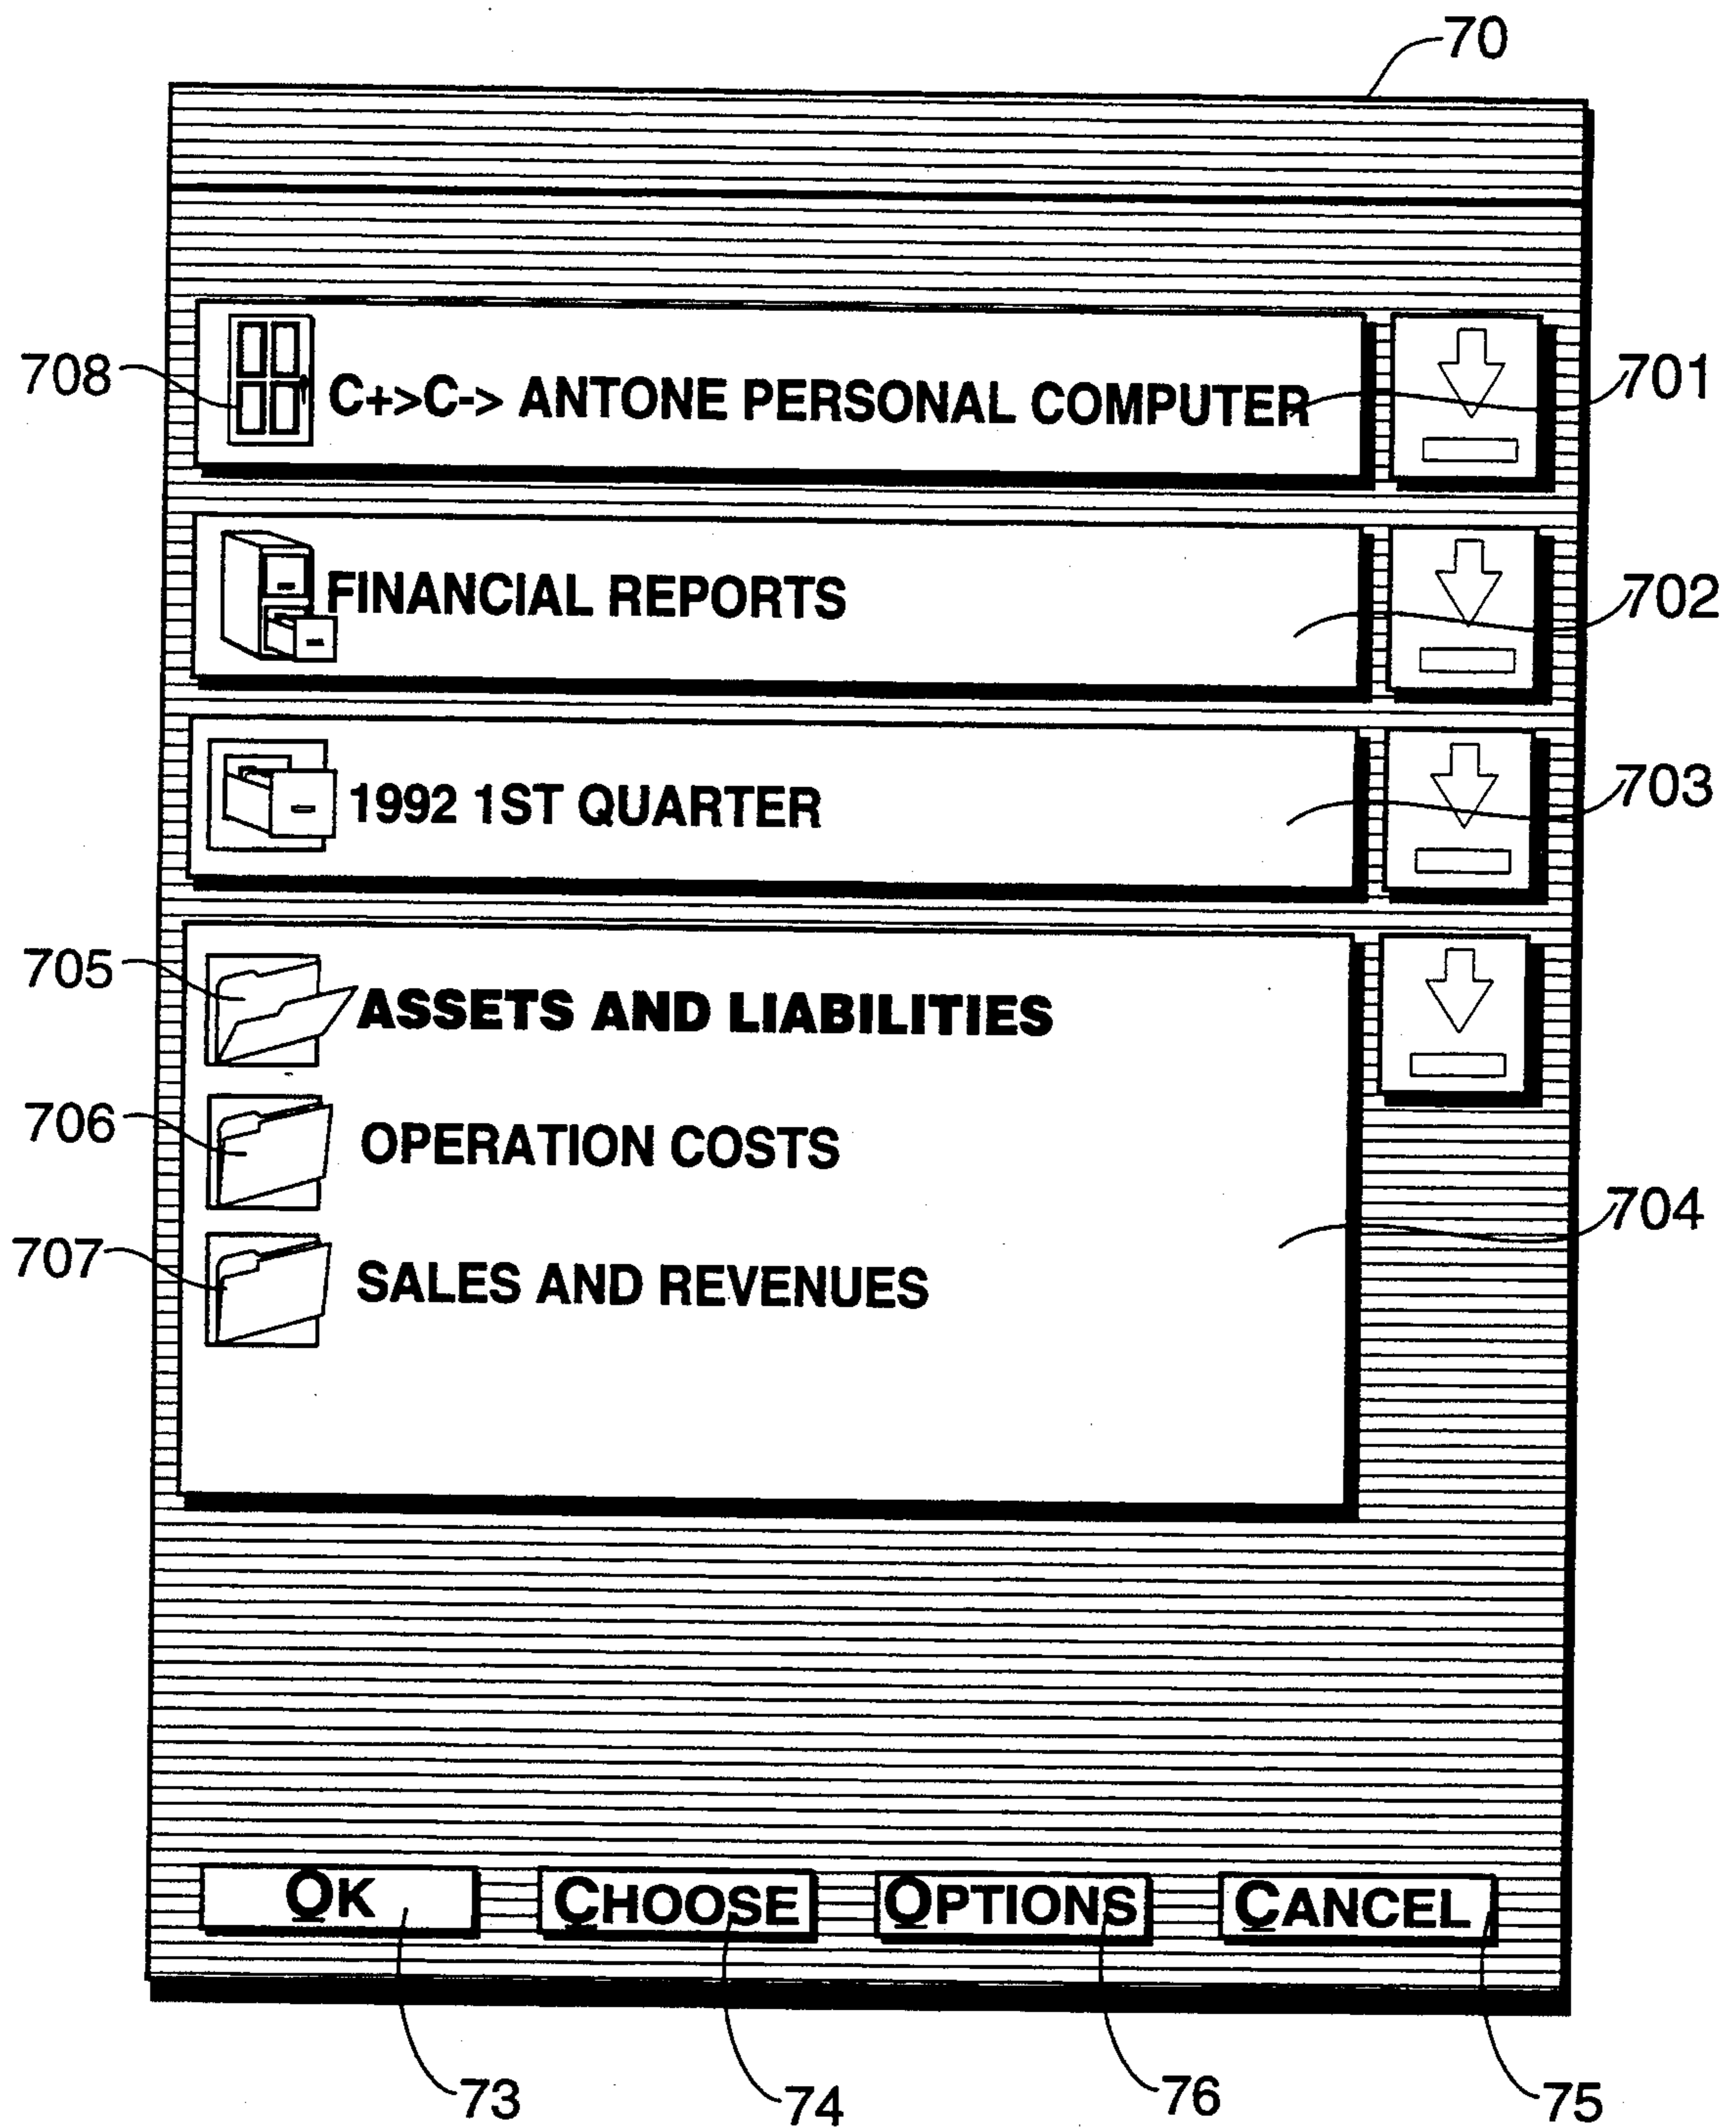 70
708
C+>C-> ANTONE PERSONAL COMPUTER
701
FINANCIAL REPORTS
702
1992 1ST QUARTER
703
705
ASSETS AND LIABILITIES
706
OPERATION COSTS
704
707
SALES AND REVENUES
OK
CHOOSE
OPTIONS
CANCEL
73
74
76
75